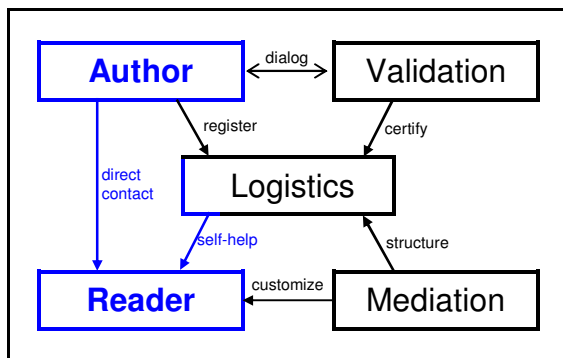 Author
dialog
Validation
register
certify
direct
contact
Logistics
self-help
structure
Reader
customize
Mediation